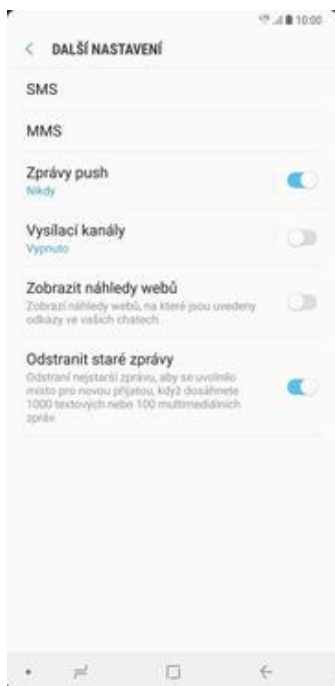 10:00
DALŠÍ NASTAVENÍ
SMS
MMS
Zprávy push
Nikdy
Vysílací kanály
Vypnuto
Zobrazit náhledy webů
Zobrazí náhledy webů, na které jsou uvedeny
odkazy ve vašich chatech.
Odstranit staré zprávy
Odstraní nejstarší zprávu, aby se uvolnilo
místo pro novou přijatou, když dosáhnete
1000 textových nebo 100 multimediálních
zpráv.